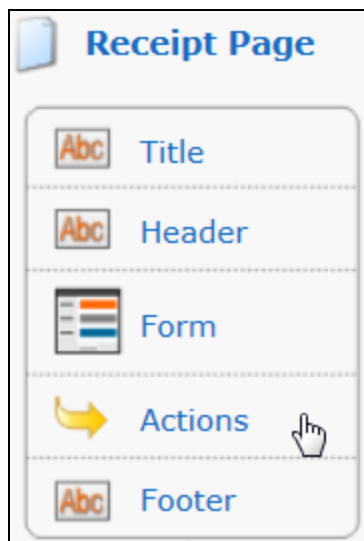 Receipt Page
Abc Title
Abc Header
Form
Actions
Abc Footer